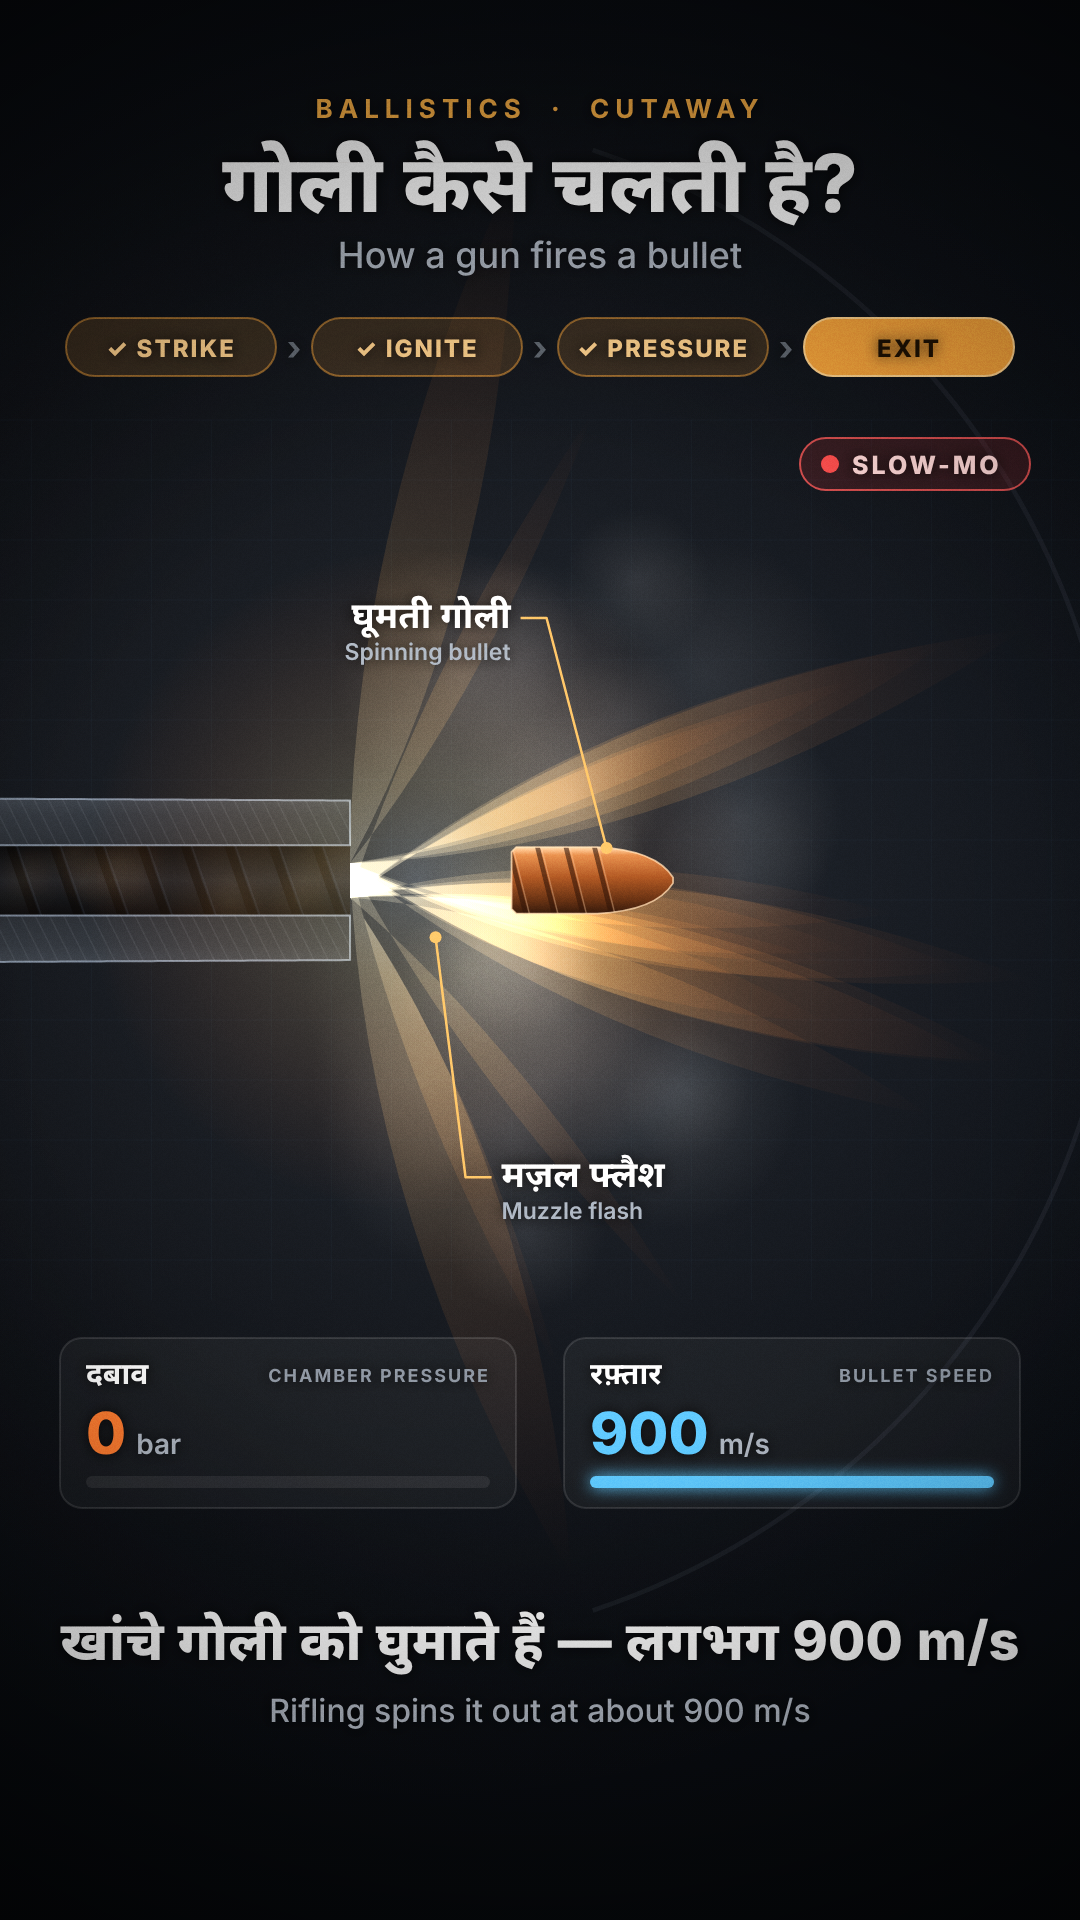 BALLISTICS · CUTAWAY
गोली कैसे चलती है?
How a gun fires a bullet
✓ STRIKE › ✓ IGNITE › ✓ PRESSURE › EXIT
SLOW-MO
घूमती गोली
Spinning bullet
मज़ल फ्लैश
Muzzle flash
दबाव CHAMBER PRESSURE
0 bar
रफ़्तार BULLET SPEED
900 m/s
खांचे गोली को घुमाते हैं — लगभग 900 m/s
Rifling spins it out at about 900 m/s